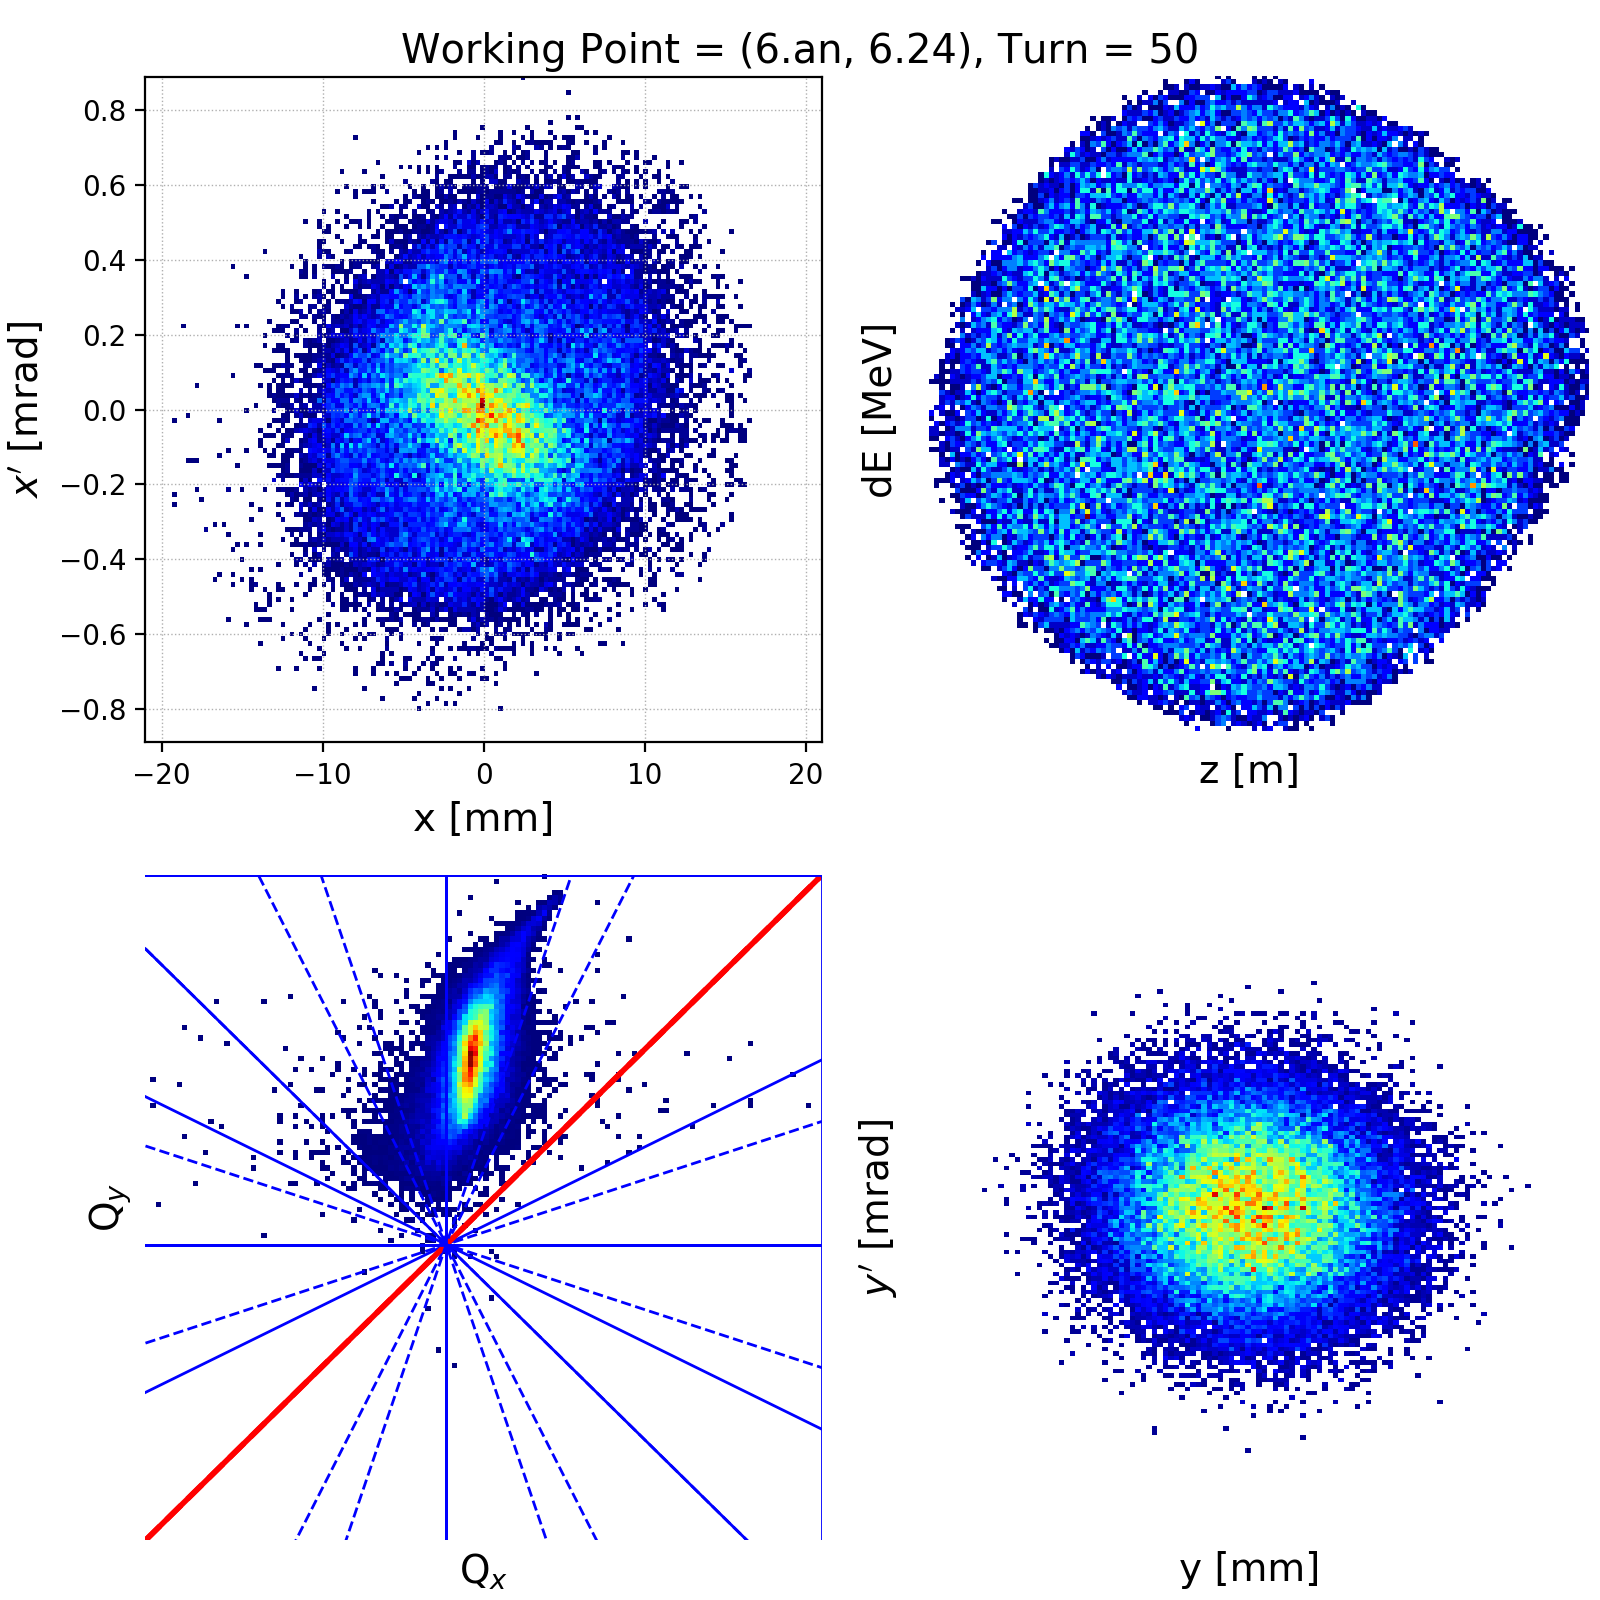 Working Point = (6.an, 6.24), Turn = 50
0.8
0.6
0.4
0.2
0.0
−0.2
−0.4
−0.6
−0.8
x′ [mrad]
−20 −10 0 10 20
x [mm]
dE [MeV]
z [m]
Qy
Qx
y′ [mrad]
y [mm]